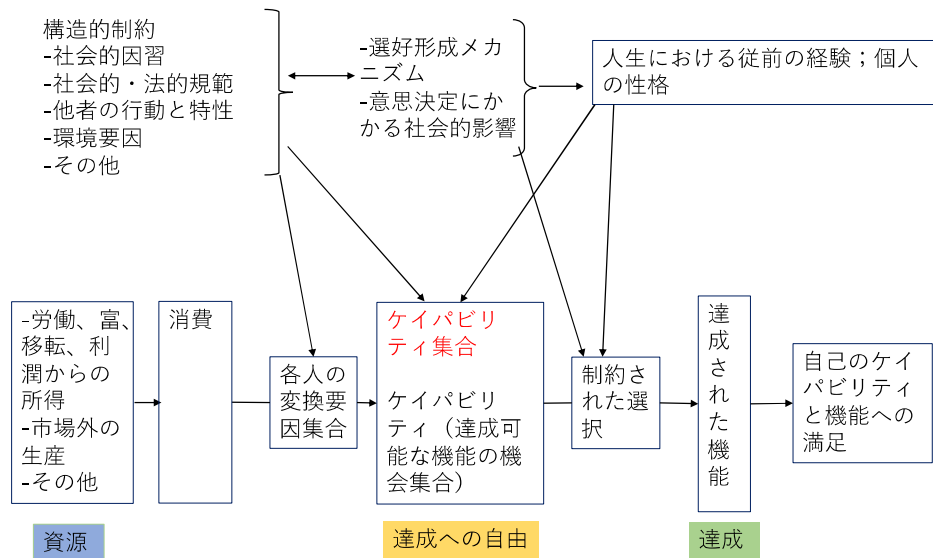 構造的制約
-社会的因習
-社会的・法的規範
-他者の行動と特性
-環境要因
-その他
-選好形成メカ
ニズム
-意思決定にか
かる社会的影響
人生における従前の経験；個人
の性格
-労働、富、
移転、利
潤からの
所得
-市場外の
生産
-その他
消費
各人の
変換要
因集合
ケイパビリ
ティ集合
ケイパビリ
ティ（達成可
能な機能の機
会集合）
制約さ
れた選
択
達成された機能
自己のケイ
パビリティ
と機能への
満足
資源
達成への自由
達成